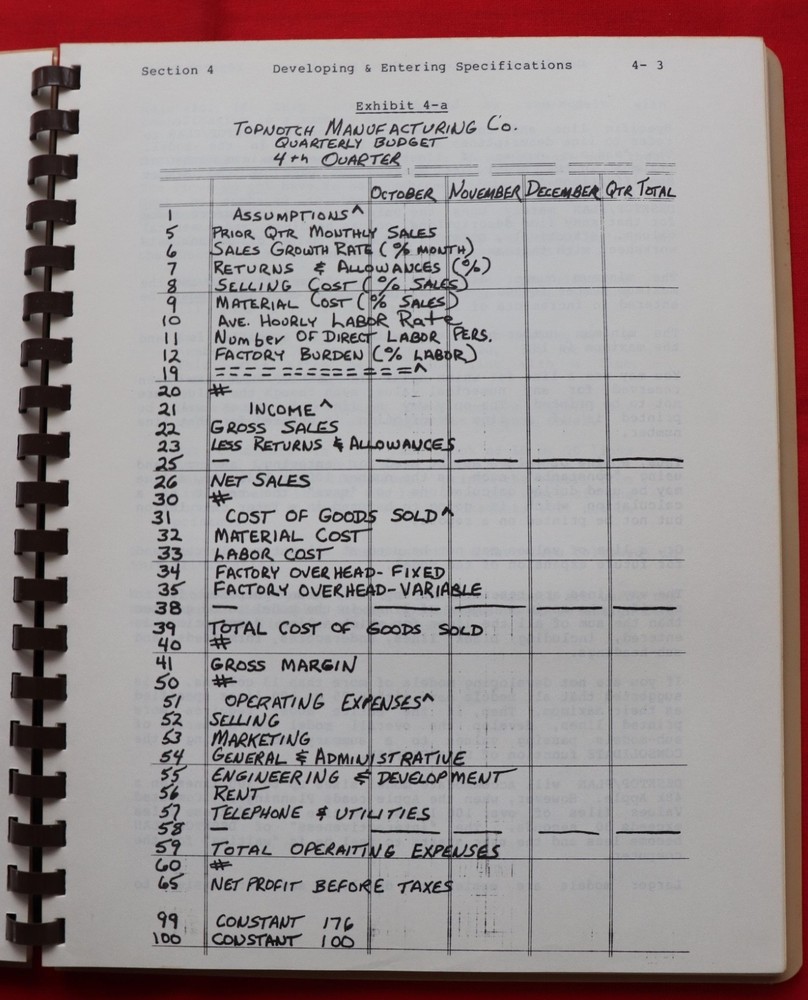 Section 4 Developing & Entering Specifications 4- 3
Exhibit 4-a
TOPNOTCH MANUFACTURING CO.
QUARTERLY BUDGET
4th QUARTER
OCTOBER NOVEMBER DECEMBER QTR TOTAL
1 ASSUMPTIONS^
5 PRIOR QTR MONTHLY SALES
6 SALES GROWTH RATE (% MONTH)
7 RETURNS & ALLOWANCES (%)
8 SELLING COST (% SALES)
9 MATERIAL COST (% SALES)
10 AVE. HOURLY LABOR Rate
11 Number OF DIRECT LABOR PERS.
12 FACTORY BURDEN (% LABOR)
19 ==============^
20 #
21 INCOME^
22 GROSS SALES
23 LESS RETURNS & ALLOWANCES
25 —
26 NET SALES
30 #
31 COST OF GOODS SOLD^
32 MATERIAL COST
33 LABOR COST
34 FACTORY OVERHEAD-FIXED
35 FACTORY OVERHEAD-VARIABLE
38 —
39 TOTAL COST OF GOODS SOLD
40 #
41 GROSS MARGIN
50 #
51 OPERATING EXPENSES^
52 SELLING
53 MARKETING
54 GENERAL & ADMINISTRATIVE
55 ENGINEERING & DEVELOPMENT
56 RENT
57 TELEPHONE & UTILITIES
58 —
59 TOTAL OPERAITING EXPENSES
60 #
65 NET PROFIT BEFORE TAXES
99 CONSTANT 176
100 CONSTANT 100